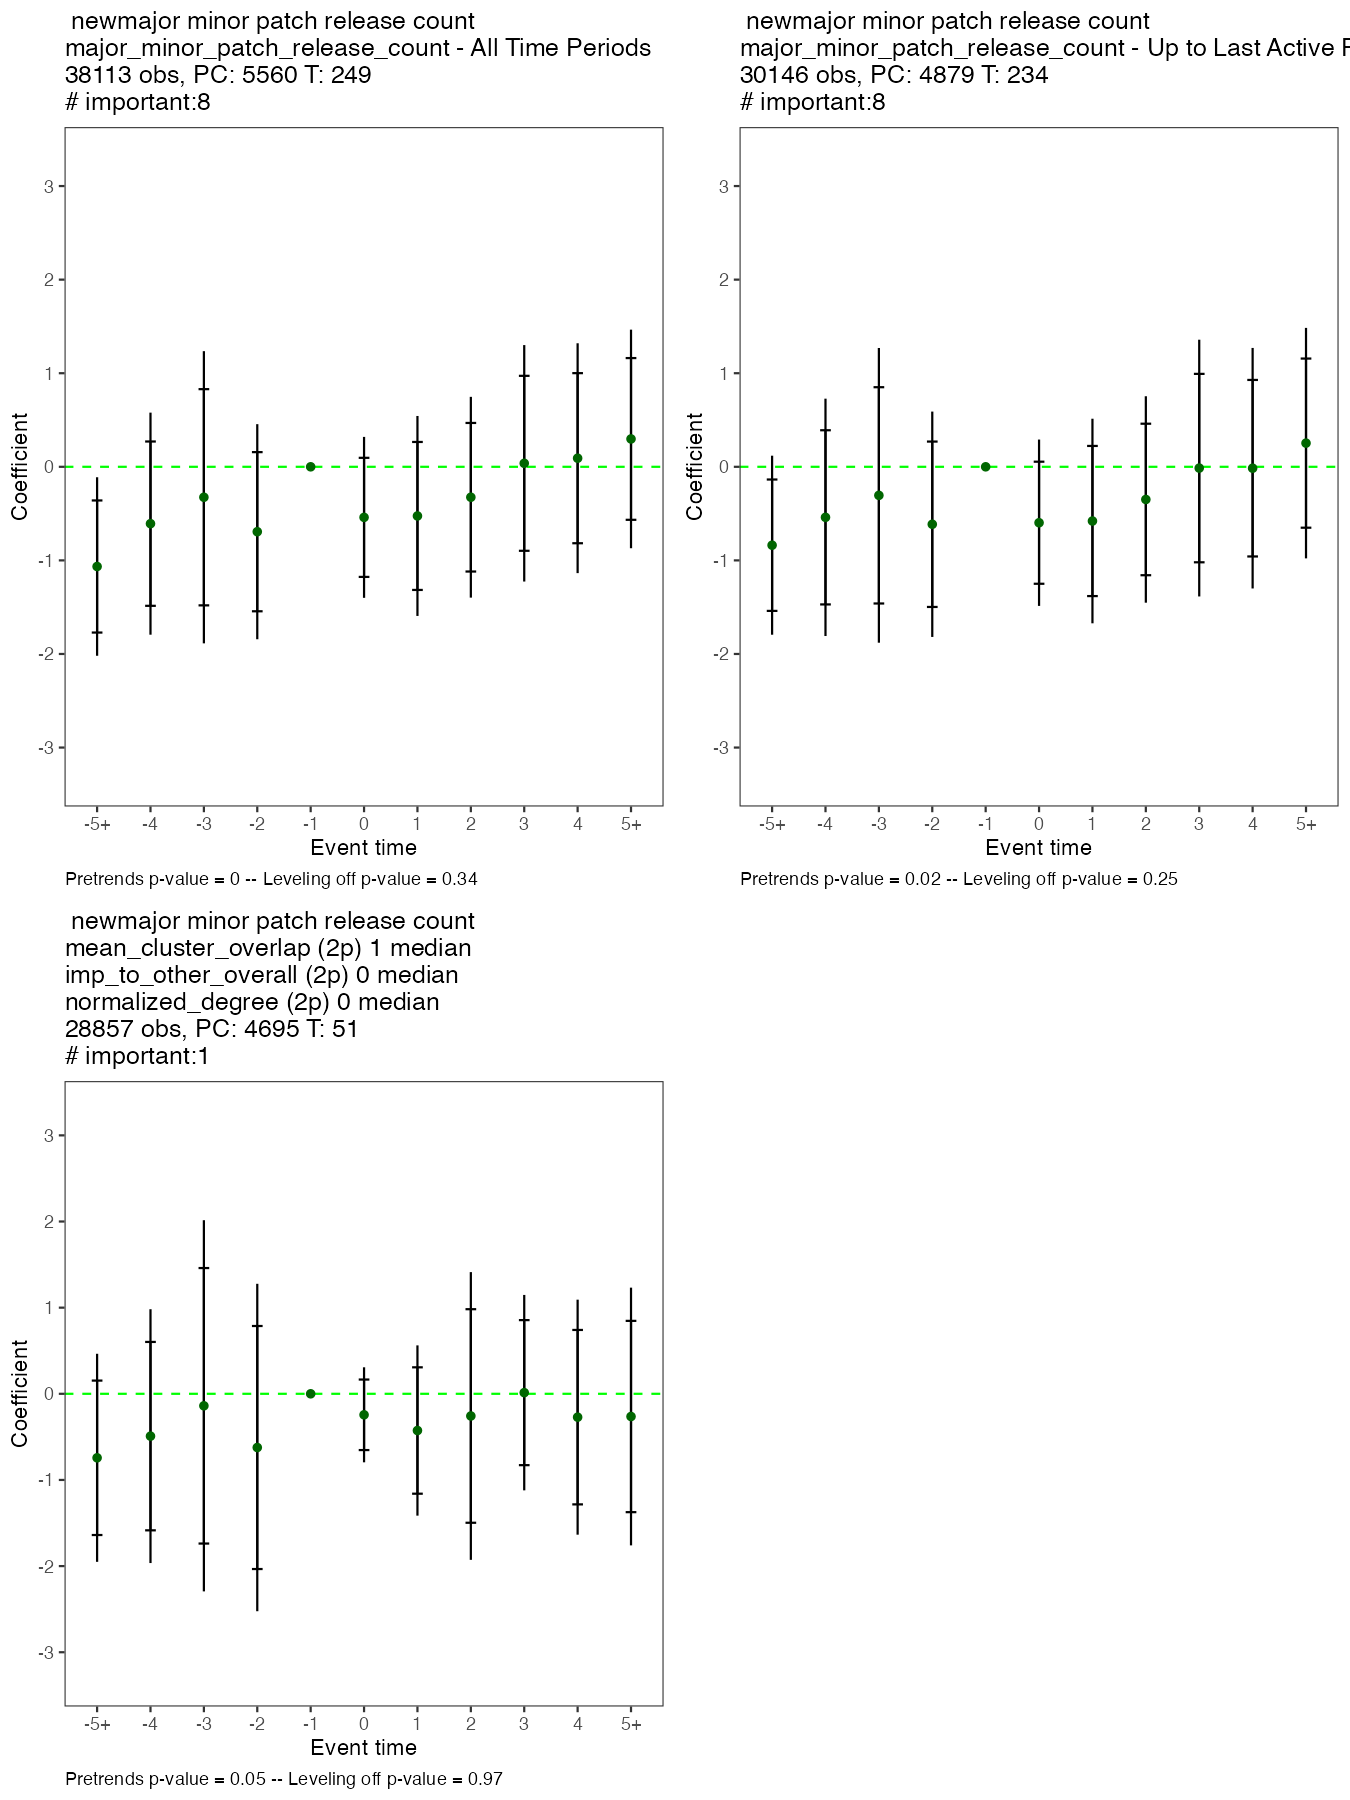 newmajor minor patch release count
major_minor_patch_release_count - All Time Periods
38113 obs, PC: 5560 T: 249
# important:8
3
2
1
0
-1
-2
-3
Coefficient
-5+ -4 -3 -2 -1 0 1 2 3 4 5+
Event time
Pretrends p-value = 0 -- Leveling off p-value = 0.34
newmajor minor patch release count
major_minor_patch_release_count - Up to Last Active
30146 obs, PC: 4879 T: 234
# important:8
3
2
1
0
-1
-2
-3
Coefficient
-5+ -4 -3 -2 -1 0 1 2 3 4 5+
Event time
Pretrends p-value = 0.02 -- Leveling off p-value = 0.25
newmajor minor patch release count
mean_cluster_overlap (2p) 1 median
imp_to_other_overall (2p) 0 median
normalized_degree (2p) 0 median
28857 obs, PC: 4695 T: 51
# important:1
3
2
1
0
-1
-2
-3
Coefficient
-5+ -4 -3 -2 -1 0 1 2 3 4 5+
Event time
Pretrends p-value = 0.05 -- Leveling off p-value = 0.97